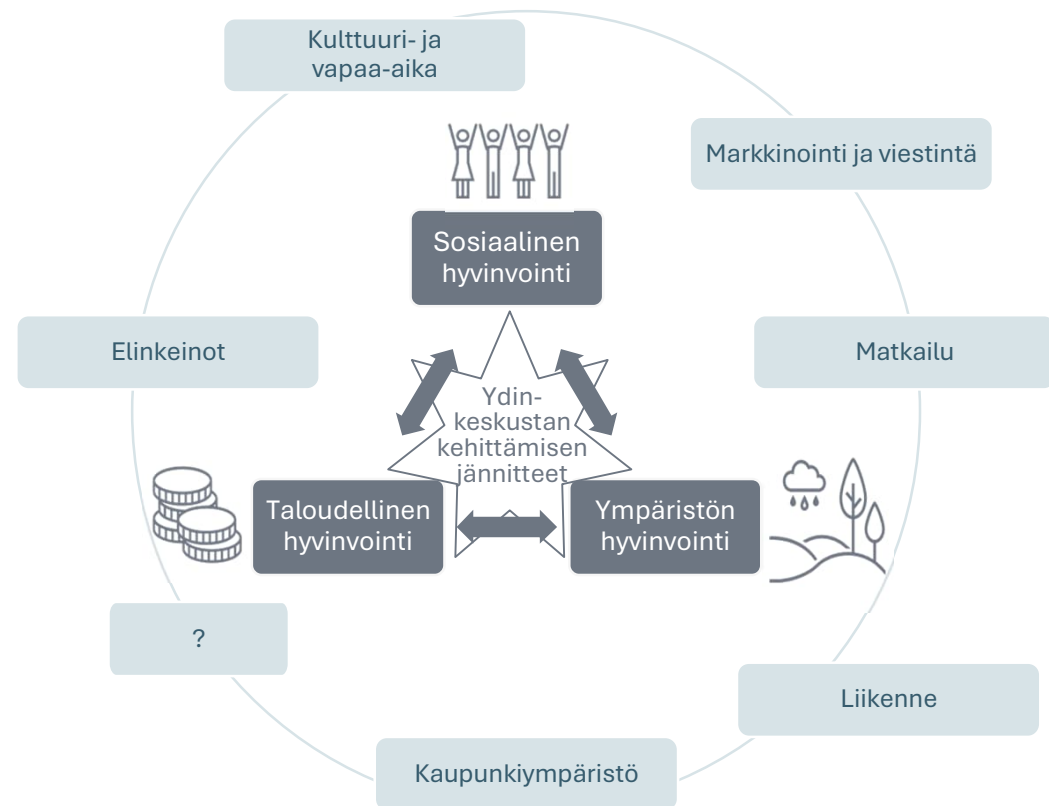 Kulttuuri- ja
vapaa-aika
Markkinointi ja viestintä
Sosiaalinen
hyvinvointi
Elinkeinot
Matkailu
Ydin-
keskustan
kehittämisen
jännitteet
Taloudellinen
hyvinvointi
Ympäristön
hyvinvointi
?
Liikenne
Kaupunkiympäristö